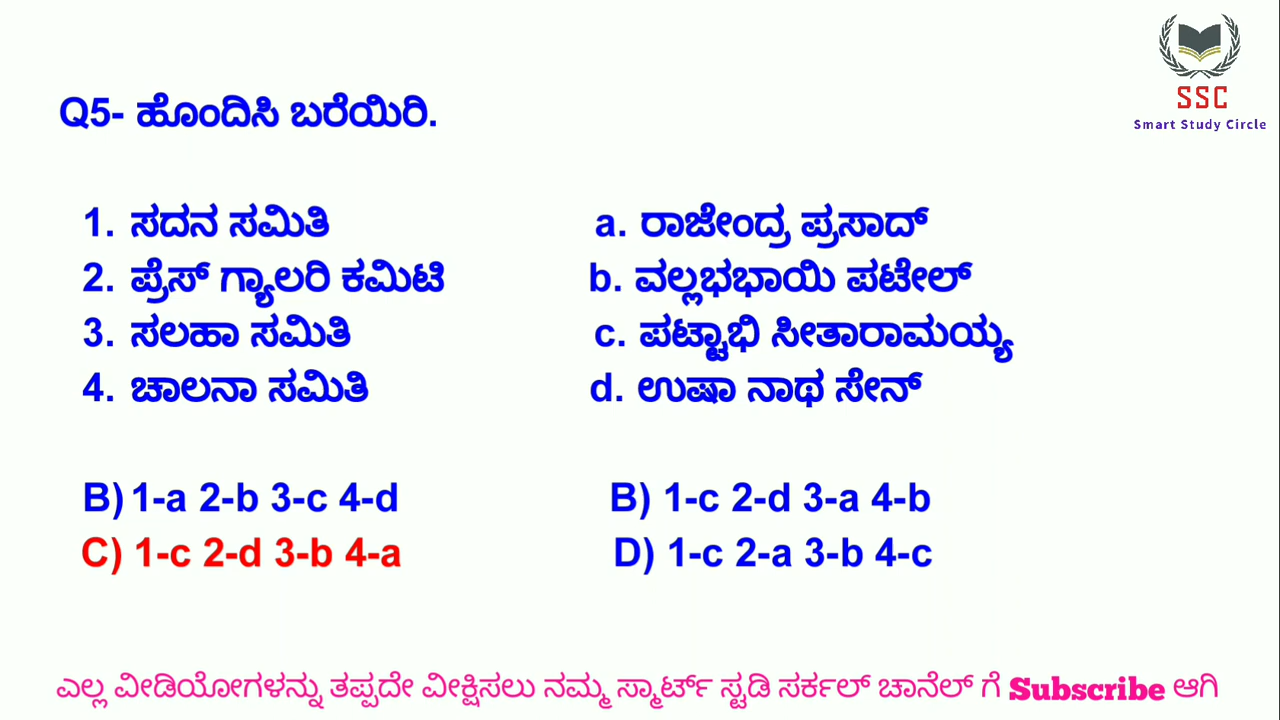 SSC
Smart Study Circle
Q5- ಹೊಂದಿಸಿ ಬರೆಯಿರಿ.
1. ಸದನ ಸಮಿತಿ a. ರಾಜೇಂದ್ರ ಪ್ರಸಾದ್
2. ಪ್ರೆಸ್ ಗ್ಯಾಲರಿ ಕಮಿಟಿ b. ವಲ್ಲಭಭಾಯಿ ಪಟೇಲ್
3. ಸಲಹಾ ಸಮಿತಿ c. ಪಟ್ಟಾಭಿ ಸೀತಾರಾಮಯ್ಯ
4. ಚಾಲನಾ ಸಮಿತಿ d. ಉಷಾ ನಾಥ ಸೇನ್
B) 1-a 2-b 3-c 4-d B) 1-c 2-d 3-a 4-b
C) 1-c 2-d 3-b 4-a D) 1-c 2-a 3-b 4-c
ಎಲ್ಲ ವೀಡಿಯೋಗಳನ್ನು ತಪ್ಪದೇ ವೀಕ್ಷಿಸಲು ನಮ್ಮ ಸ್ಮಾರ್ಟ್ ಸ್ಟಡಿ ಸರ್ಕಲ್ ಚಾನೆಲ್ ಗೆ Subscribe ಆಗಿ